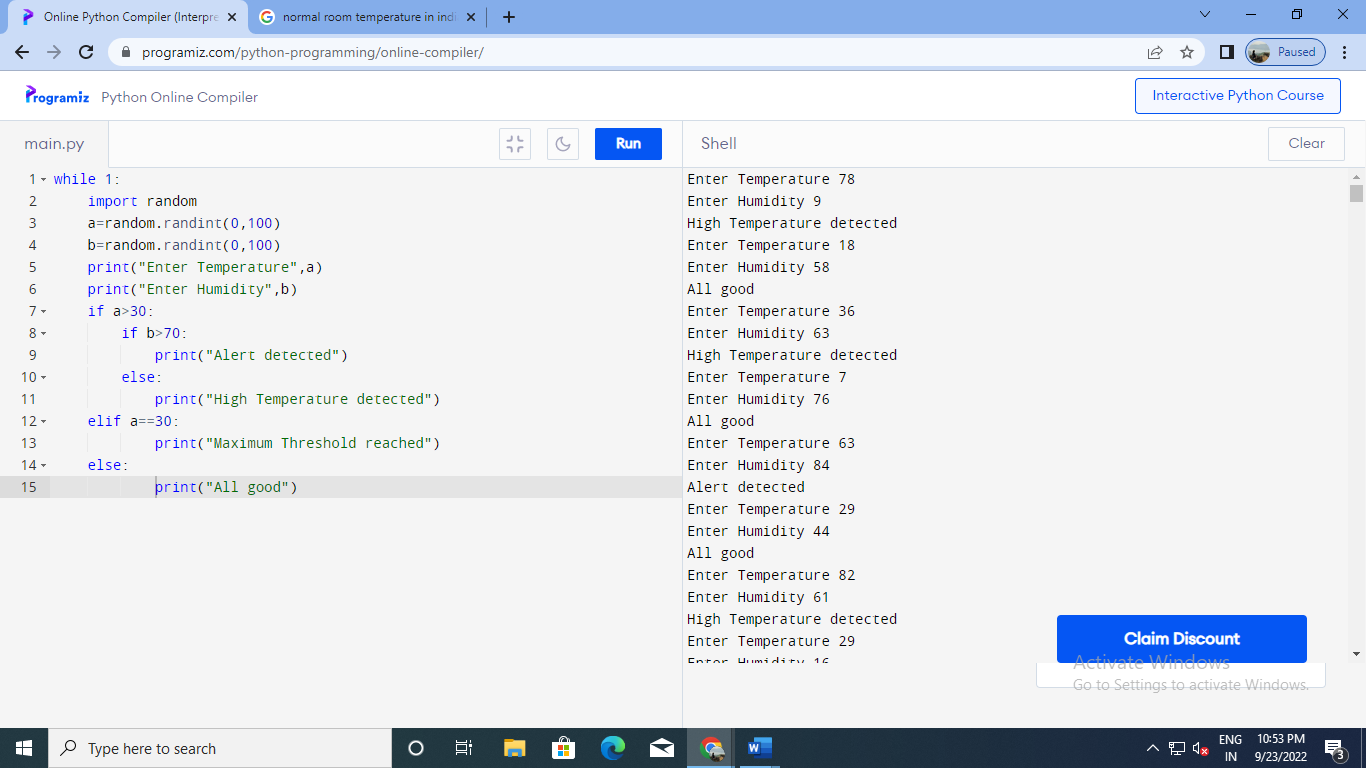 Online Python Compiler (Interpre
normal room temperature in indi
programiz.com/python-programming/online-compiler/
Paused
Programiz
Python Online Compiler
Interactive Python Course
main.py
Run
Shell
Clear
1 while 1:
2     import random
3     a=random.randint(0,100)
4     b=random.randint(0,100)
5     print("Enter Temperature",a)
6     print("Enter Humidity",b)
7     if a>30:
8         if b>70:
9             print("Alert detected")
10         else:
11             print("High Temperature detected")
12     elif a==30:
13             print("Maximum Threshold reached")
14     else:
15             print("All good")
Enter Temperature 78
Enter Humidity 9
High Temperature detected
Enter Temperature 18
Enter Humidity 58
All good
Enter Temperature 36
Enter Humidity 63
High Temperature detected
Enter Temperature 7
Enter Humidity 76
All good
Enter Temperature 63
Enter Humidity 84
Alert detected
Enter Temperature 29
Enter Humidity 44
All good
Enter Temperature 82
Enter Humidity 61
High Temperature detected
Enter Temperature 29
Enter Humidity 16
Claim Discount
Activate Windows
Go to Settings to activate Windows.
Type here to search
ENG
IN
10:53 PM
9/23/2022
3